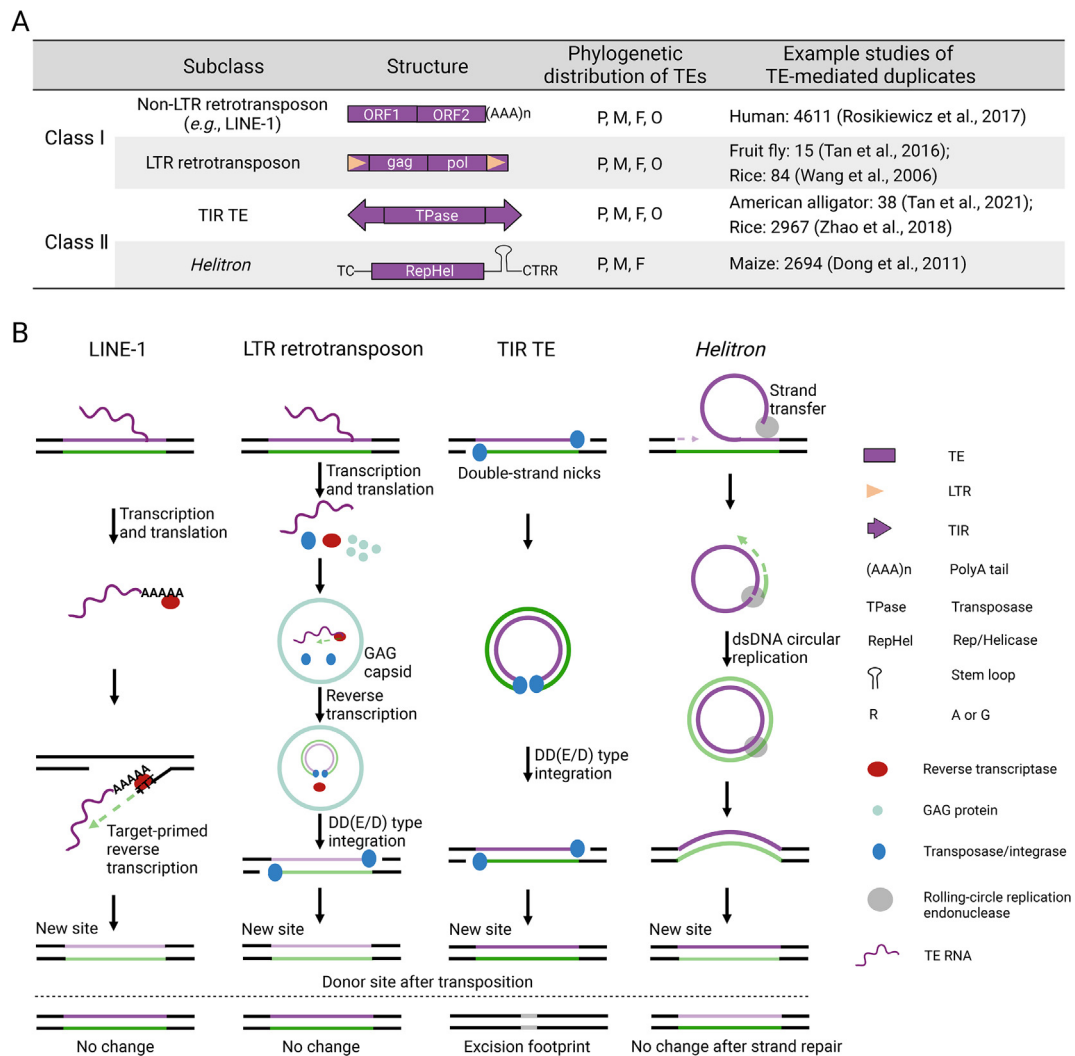 A
Subclass
Structure
Phylogenetic
distribution of TEs
Example studies of
TE-mediated duplicates
Class I
Non-LTR retrotransposon
(e.g., LINE-1)
ORF1 ORF2 (AAA)n
P, M, F, O
Human: 4611 (Rosikiewicz et al., 2017)
LTR retrotransposon
gag pol
P, M, F, O
Fruit fly: 15 (Tan et al., 2016);
Rice: 84 (Wang et al., 2006)
Class II
TIR TE
TPase
P, M, F, O
American alligator: 38 (Tan et al., 2021);
Rice: 2967 (Zhao et al., 2018)
Helitron
TC RepHel CTRR
P, M, F
Maize: 2694 (Dong et al., 2011)
B
LINE-1
Transcription
and translation
AAAAA
AAAAA
Target-primed
reverse
transcription
New site
LTR retrotransposon
Transcription
and translation
GAG
capsid
Reverse
transcription
DD(E/D) type
integration
New site
TIR TE
Double-strand nicks
DD(E/D) type
integration
New site
Helitron
Strand
transfer
dsDNA circular
replication
New site
Donor site after transposition
No change
No change
Excision footprint
No change after strand repair
TE
LTR
TIR
(AAA)n PolyA tail
TPase Transposase
RepHel Rep/Helicase
Stem loop
R A or G
Reverse transcriptase
GAG protein
Transposase/integrase
Rolling-circle replication
endonuclease
TE RNA